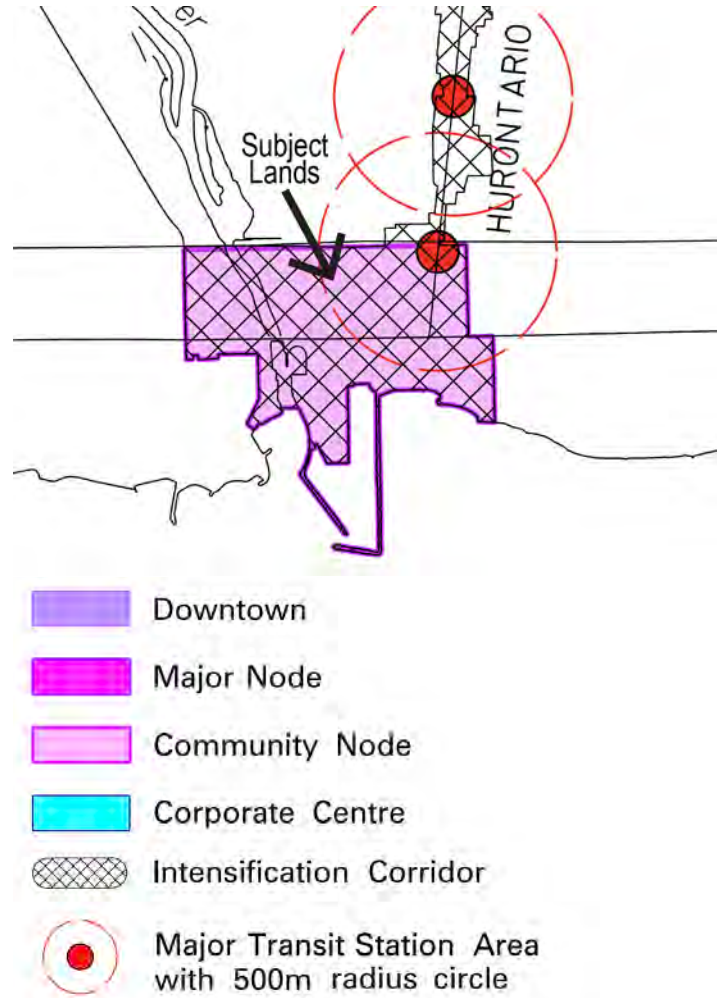 er
Subject
Lands
HURONTARIO
Downtown
Major Node
Community Node
Corporate Centre
Intensification Corridor
Major Transit Station Area
with 500m radius circle